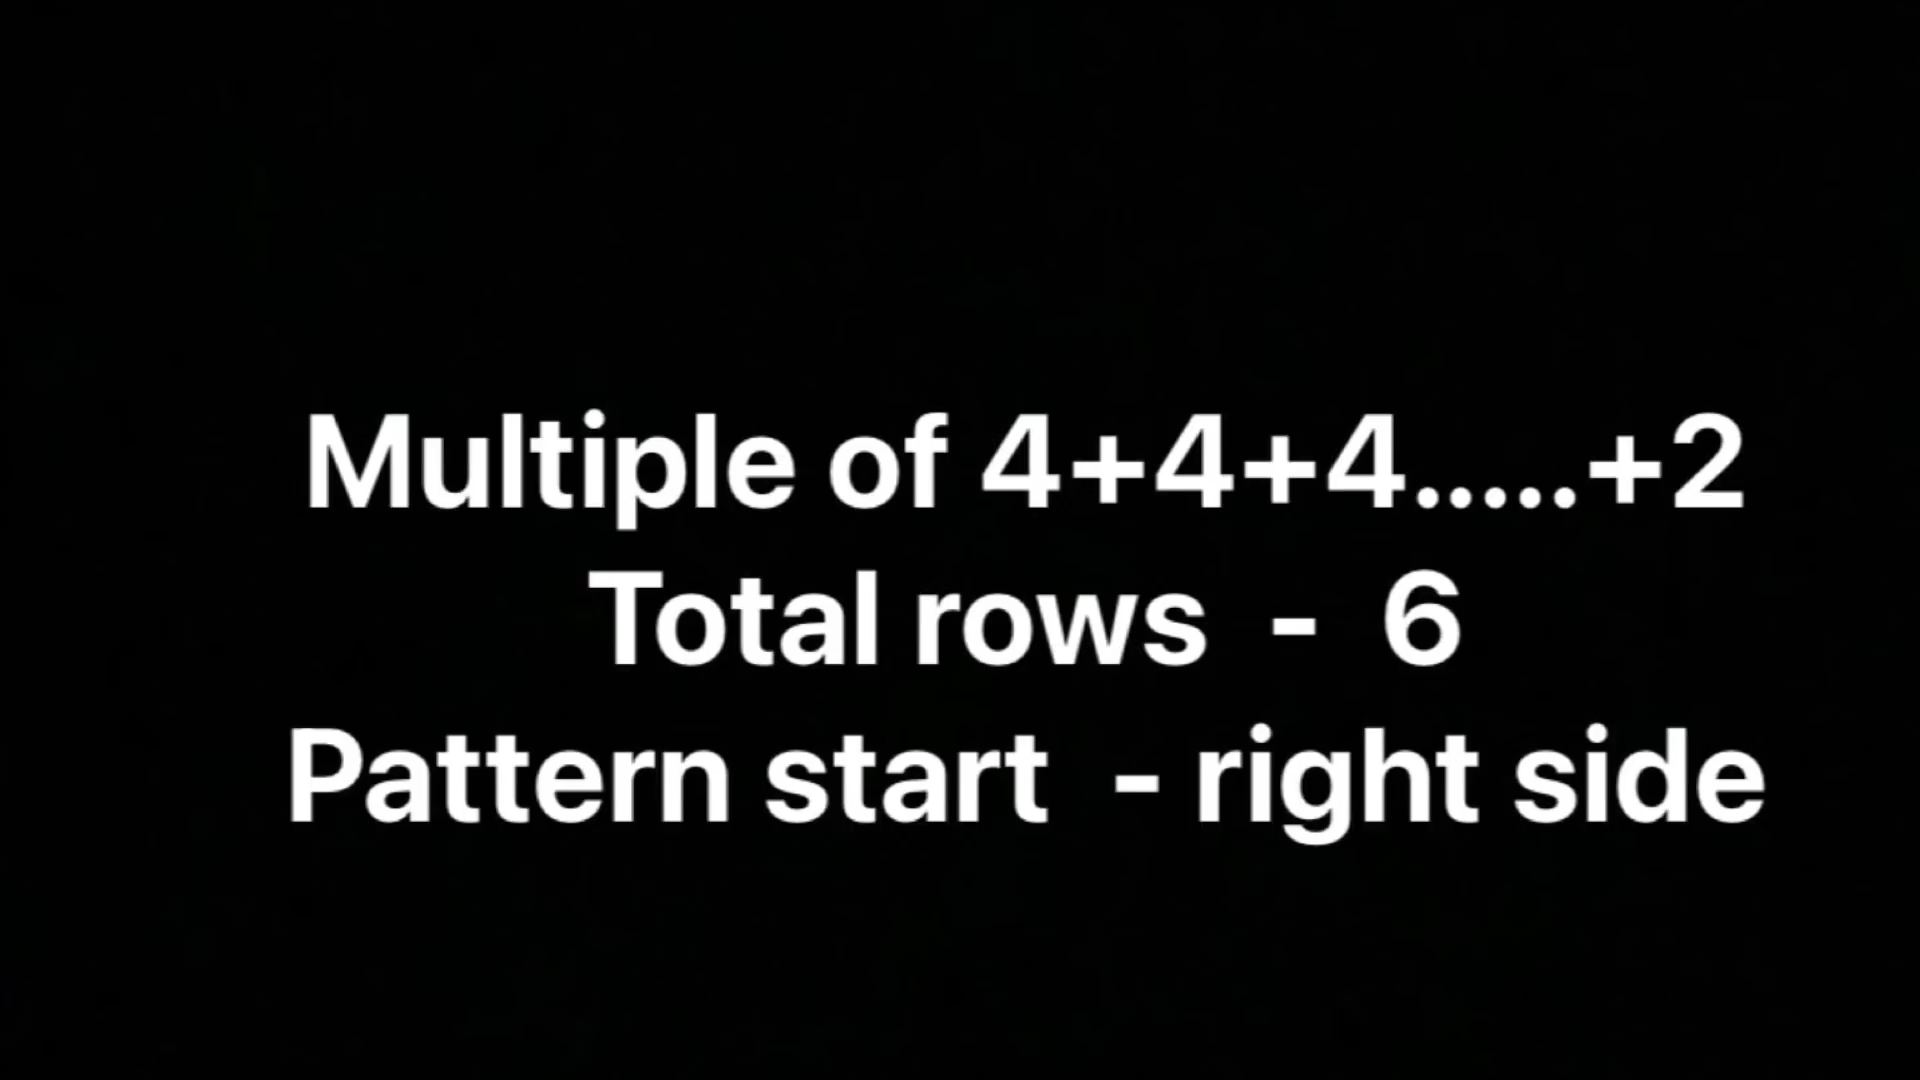 Multiple of 4+4+4.....+2
Total rows - 6
Pattern start - right side